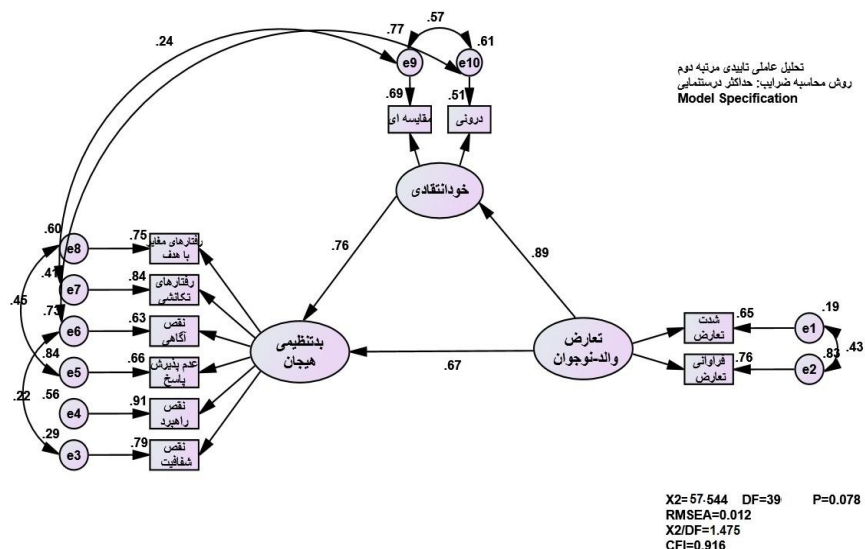 .57
.24
.77
.61
e9
e10
تحلیل عاملی تاییدی مرتبه دوم
روش محاسبه ضرایب: حداکثر درستنمایی
Model Specification
.69
.51
مقایسه ای
درونی
خودانتقادی
.76
.89
.60
e8
.75
رفتارهای مغایر
با هدف
.41
e7
.84
رفتارهای
تکانشی
.45
.73
e6
.63
نقص
آگاهی
.84
e5
.66
عدم پذیرش
پاسخ
.22
.56
e4
.91
نقص
راهبرد
.29
e3
.79
نقص
شفافیت
بدتنظیمی
هیجان
.67
تعارض
والد-نوجوان
شدت
تعارض
.65
e1
.19
فراوانی
تعارض
.76
e2
.83
.43
X2=57.544 DF=39 P=0.078
RMSEA=0.012
X2/DF=1.475
CFI=0.916